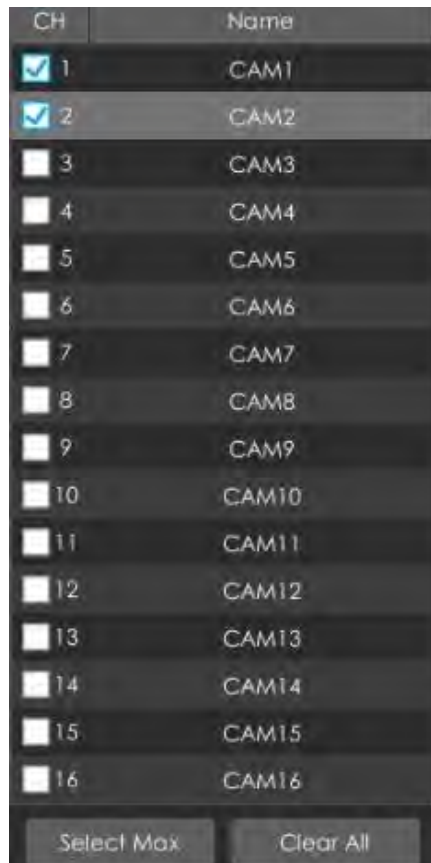 CH Name
1 CAM1
2 CAM2
3 CAM3
4 CAM4
5 CAM5
6 CAM6
7 CAM7
8 CAM8
9 CAM9
10 CAM10
11 CAM11
12 CAM12
13 CAM13
14 CAM14
15 CAM15
16 CAM16
Select Max Clear All